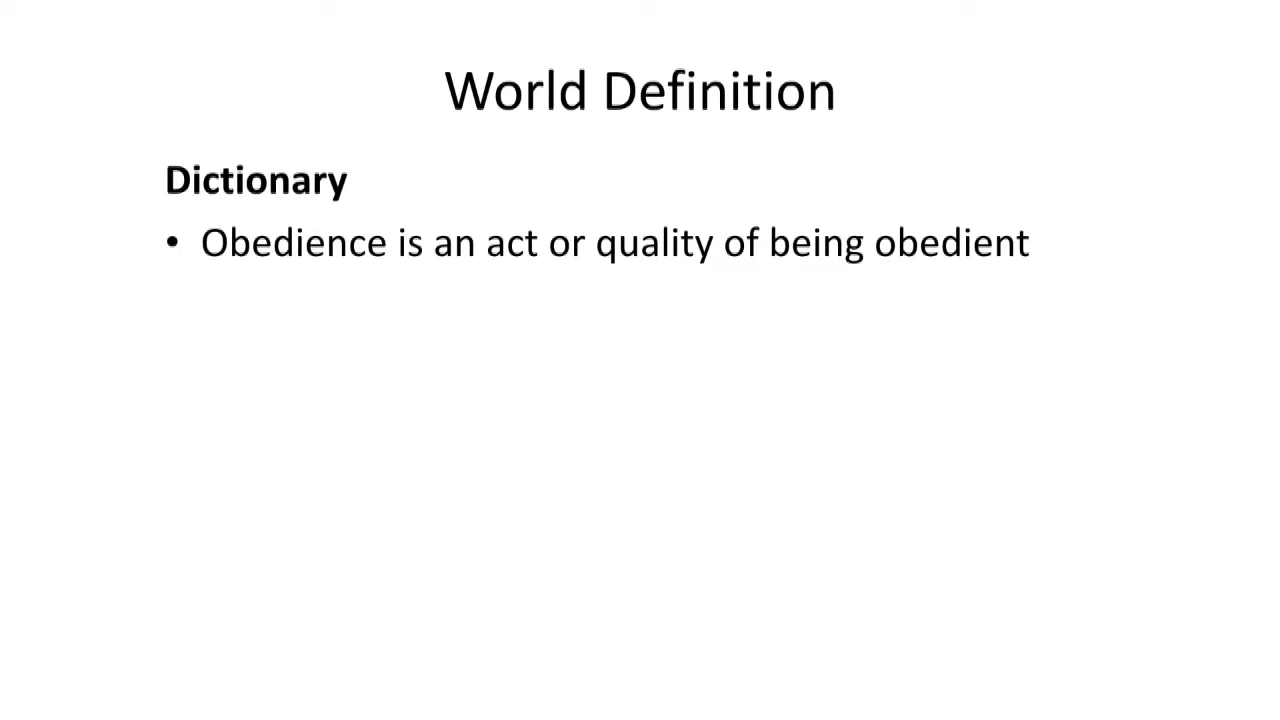 World Definition
Dictionary
• Obedience is an act or quality of being obedient